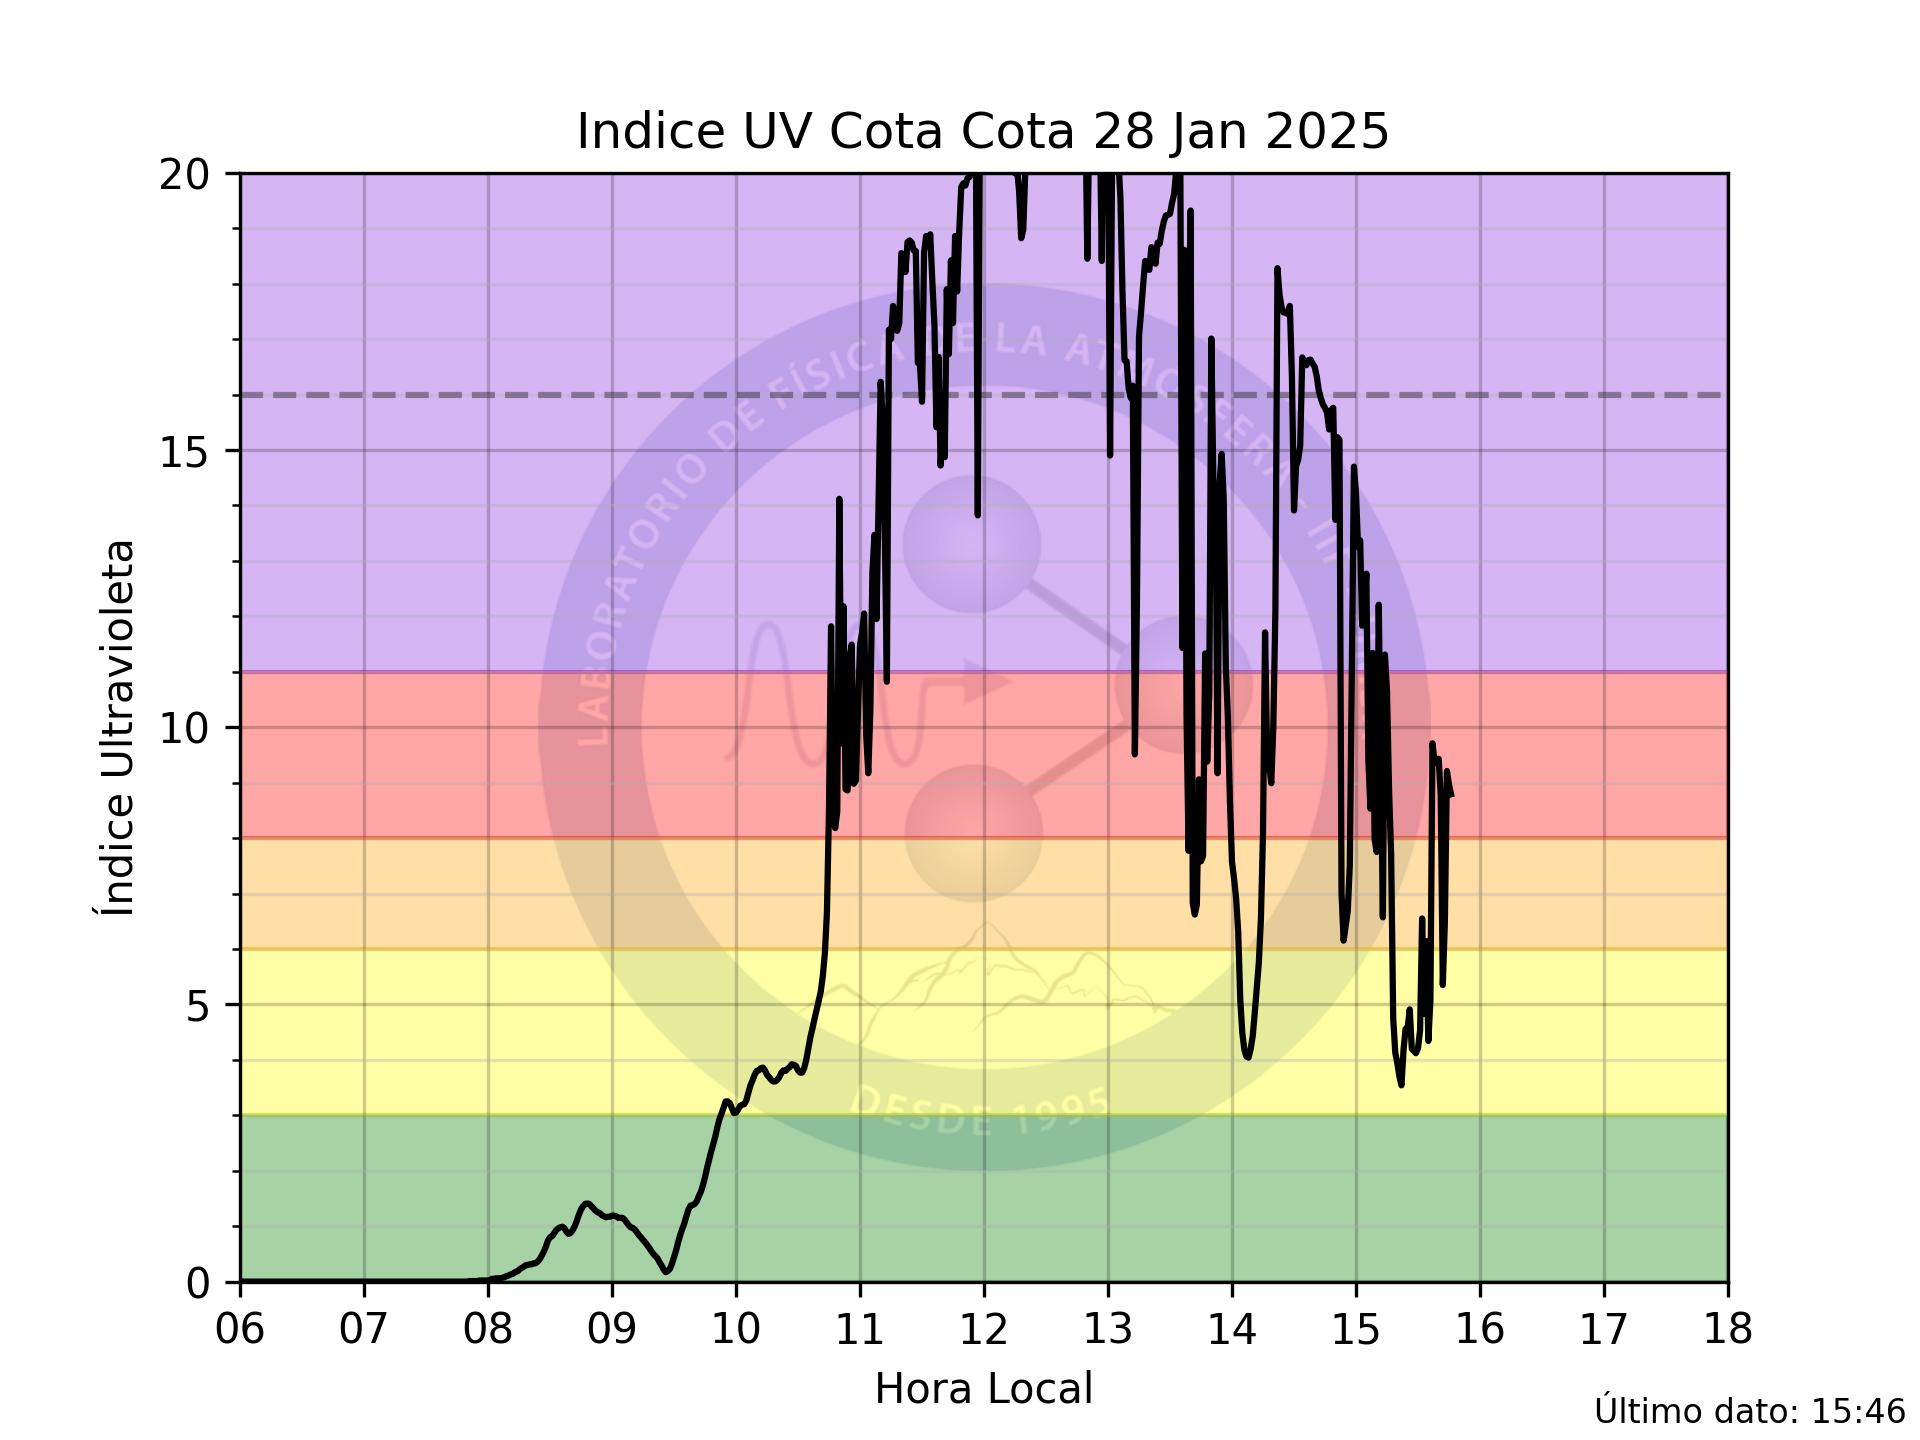 Indice UV Cota Cota 28 Jan 2025
20
15
10
5
0
Índice Ultravioleta
06 07 08 09 10 11 12 13 14 15 16 17 18
Hora Local
Último dato: 15:46
LABORATORIO DE FÍSICA DE LA ATMÓSFERA - IIF
DESDE 1995